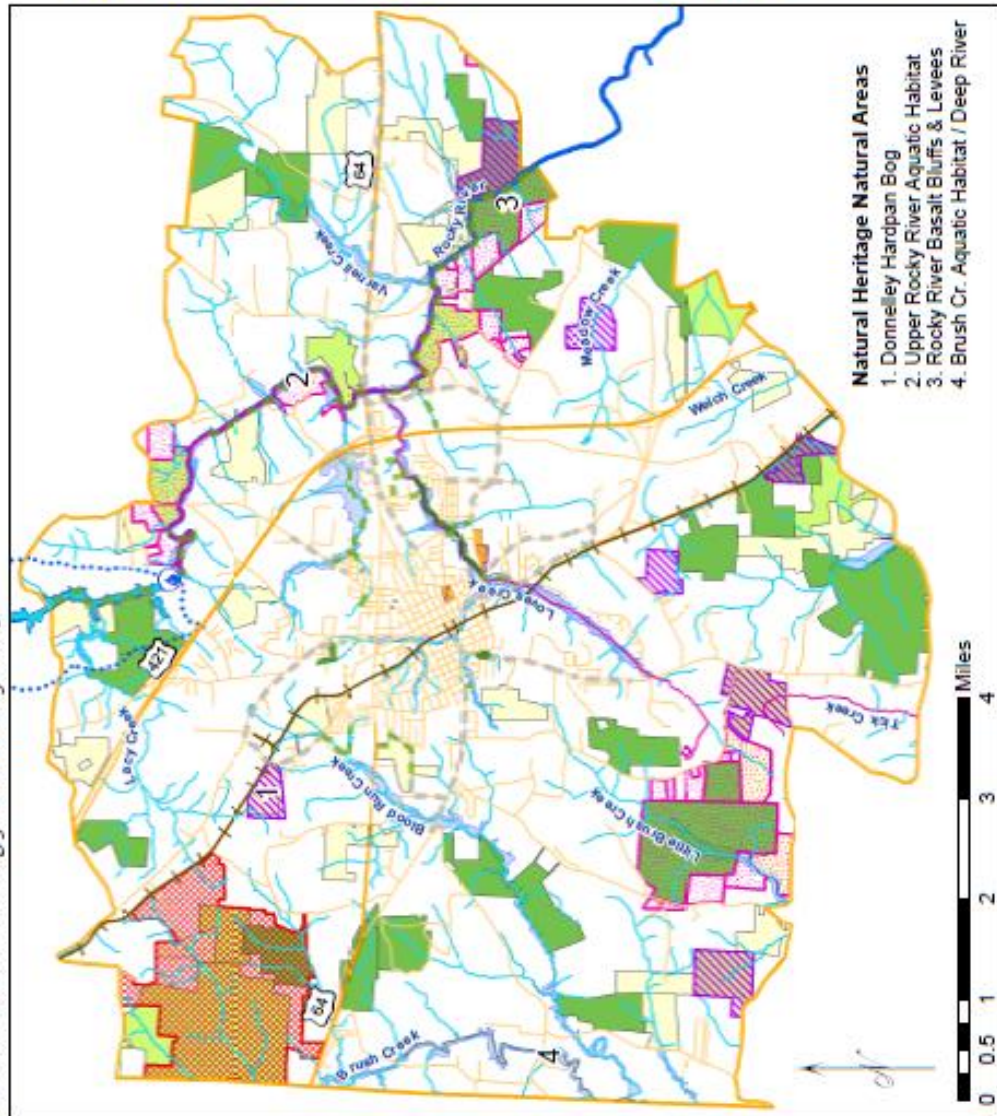 421
64
64
Lacy Creek
Varnell Creek
Rocky River
Meadow Creek
Welch Creek
Loves Creek
Blood Run Creek
Little Brush Creek
Tick Creek
Brush Creek
1
2
3
4
N
0 0.5 1 2 3 4
Miles
Natural Heritage Natural Areas
1. Donnelley Hardpan Bog
2. Upper Rocky River Aquatic Habitat
3. Rocky River Basalt Bluffs & Levees
4. Brush Cr. Aquatic Habitat / Deep River